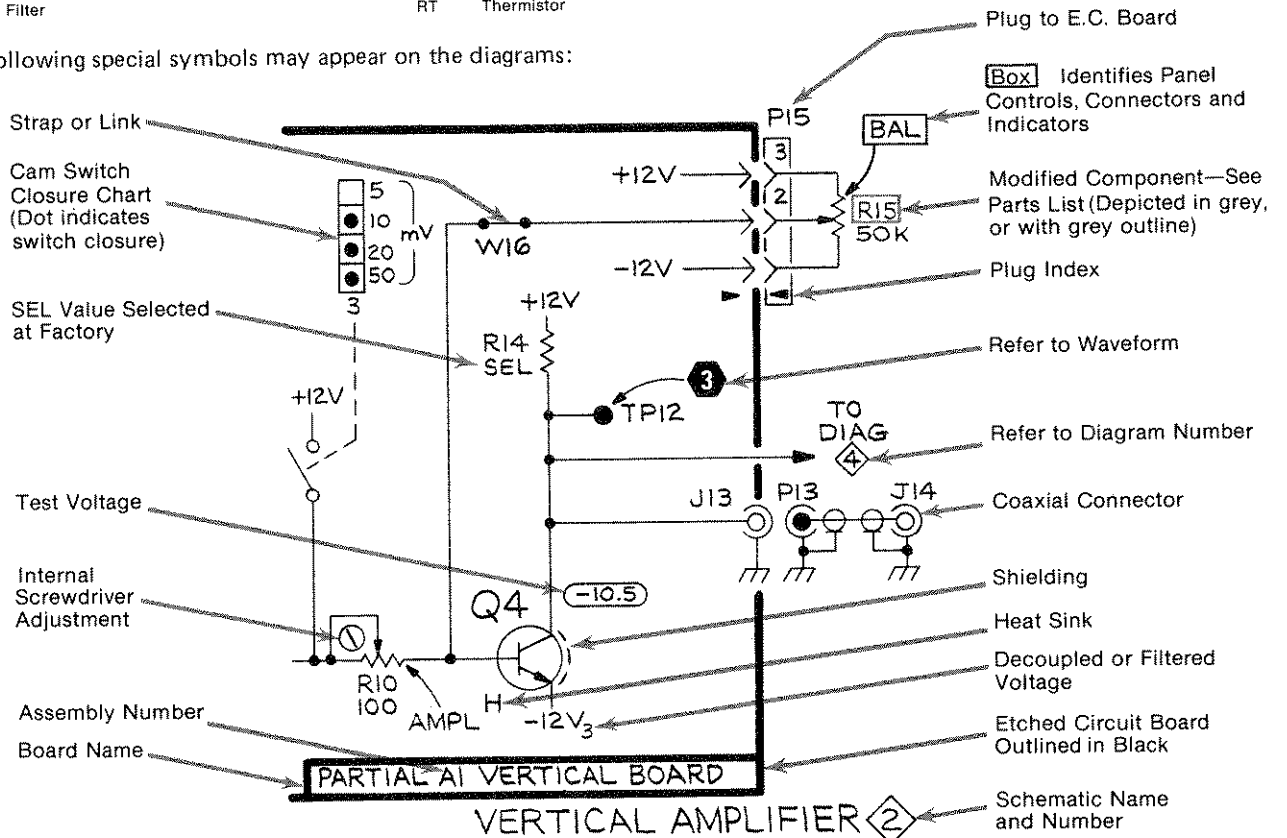 Filter
RT Thermistor
ollowing special symbols may appear on the diagrams:
Strap or Link
Cam Switch
Closure Chart
(Dot indicates
switch closure)
SEL Value Selected
at Factory
Test Voltage
Internal
Screwdriver
Adjustment
Assembly Number
Board Name
5
10
20
50
mV
3
+12V
R10
100
AMPL
W16
+12V
R14
SEL
TP12
3
Q4
-10.5
H
-12V3
+12V
-12V
P15
3
2
BAL
R15
50K
TO
DIAG
4
J13
P13
J14
PARTIAL A1 VERTICAL BOARD
VERTICAL AMPLIFIER 2
Plug to E.C. Board
Box Identifies Panel
Controls, Connectors and
Indicators
Modified Component—See
Parts List (Depicted in grey,
or with grey outline)
Plug Index
Refer to Waveform
Refer to Diagram Number
Coaxial Connector
Shielding
Heat Sink
Decoupled or Filtered
Voltage
Etched Circuit Board
Outlined in Black
Schematic Name
and Number